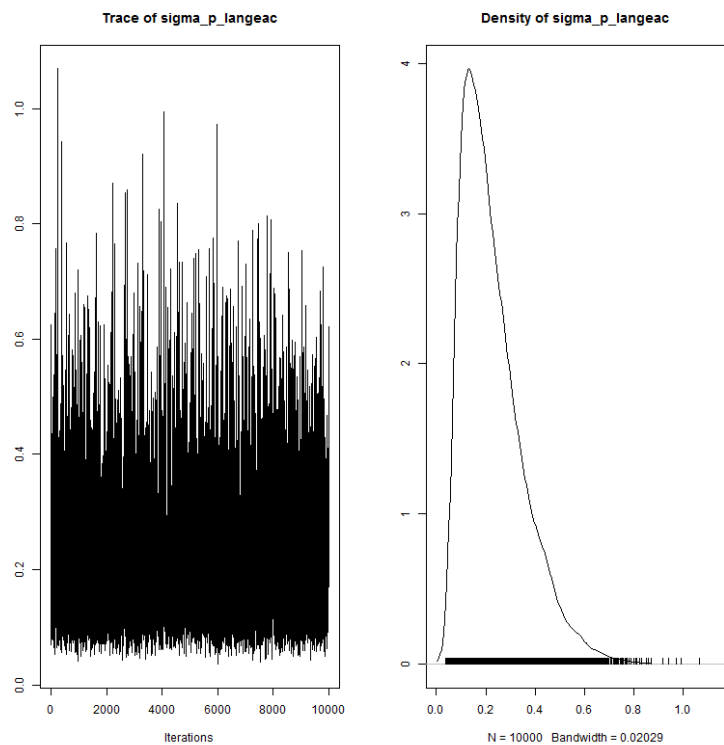 Trace of sigma_p_langeac
1.0
0.8
0.6
0.4
0.2
0.0
0 2000 4000 6000 8000 10000
Iterations
Density of sigma_p_langeac
4
3
2
1
0
0.0 0.2 0.4 0.6 0.8 1.0
N = 10000 Bandwidth = 0.02029